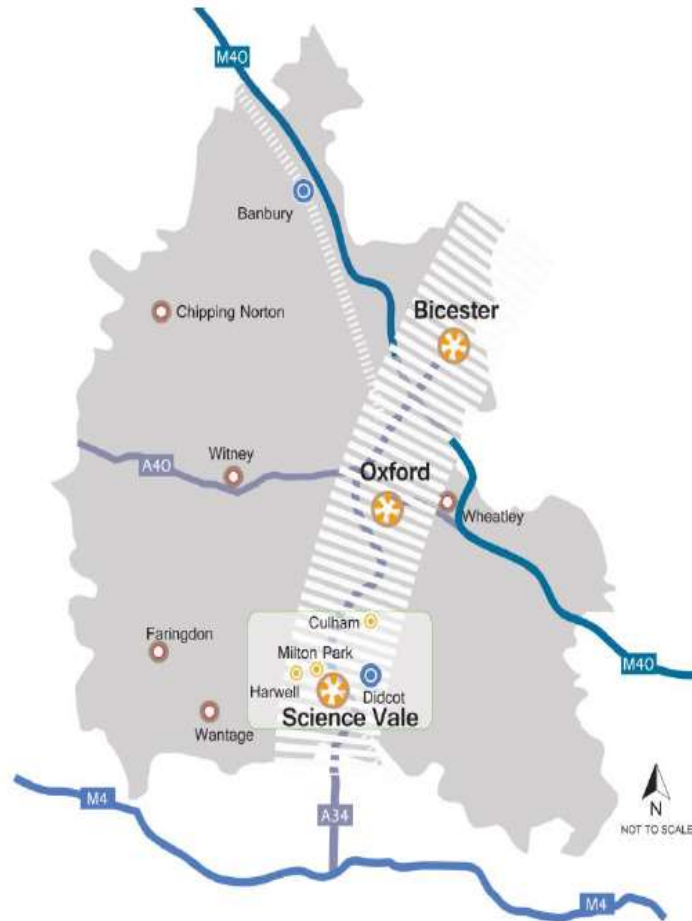 M40
Banbury
Chipping Norton
Bicester
Witney
A40
Oxford
Wheatley
Culham
Faringdon
Milton Park
Harwell
Didcot
Science Vale
Wantage
M40
M4
A34
N
NOT TO SCALE
M4